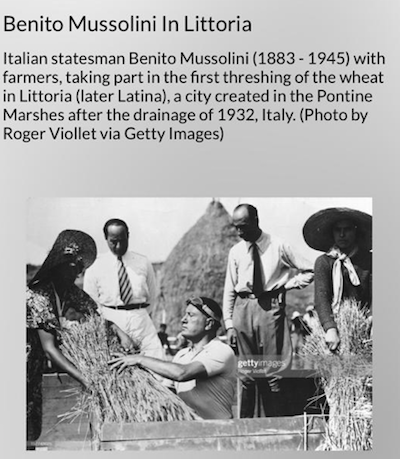 Benito Mussolini In Littoria
Italian statesman Benito Mussolini (1883 - 1945) with
farmers, taking part in the first threshing of the wheat
in Littoria (later Latina), a city created in the Pontine
Marshes after the drainage of 1932, Italy. (Photo by
Roger Viollet via Getty Images)
gettyimages